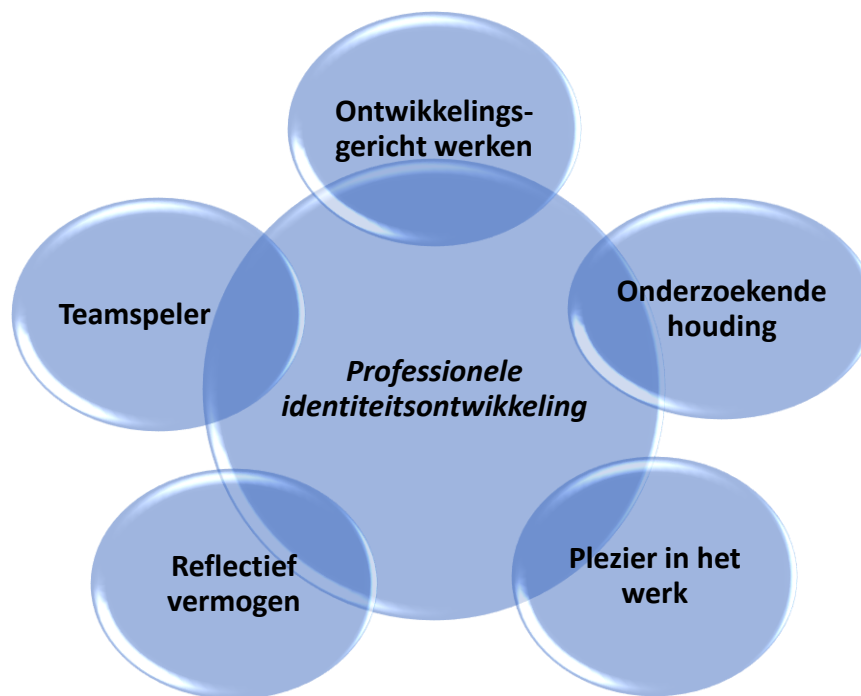 Ontwikkelings-
gericht werken
Teamspeler
Onderzoekende
houding
Professionele
identiteitsontwikkeling
Reflectief
vermogen
Plezier in het
werk